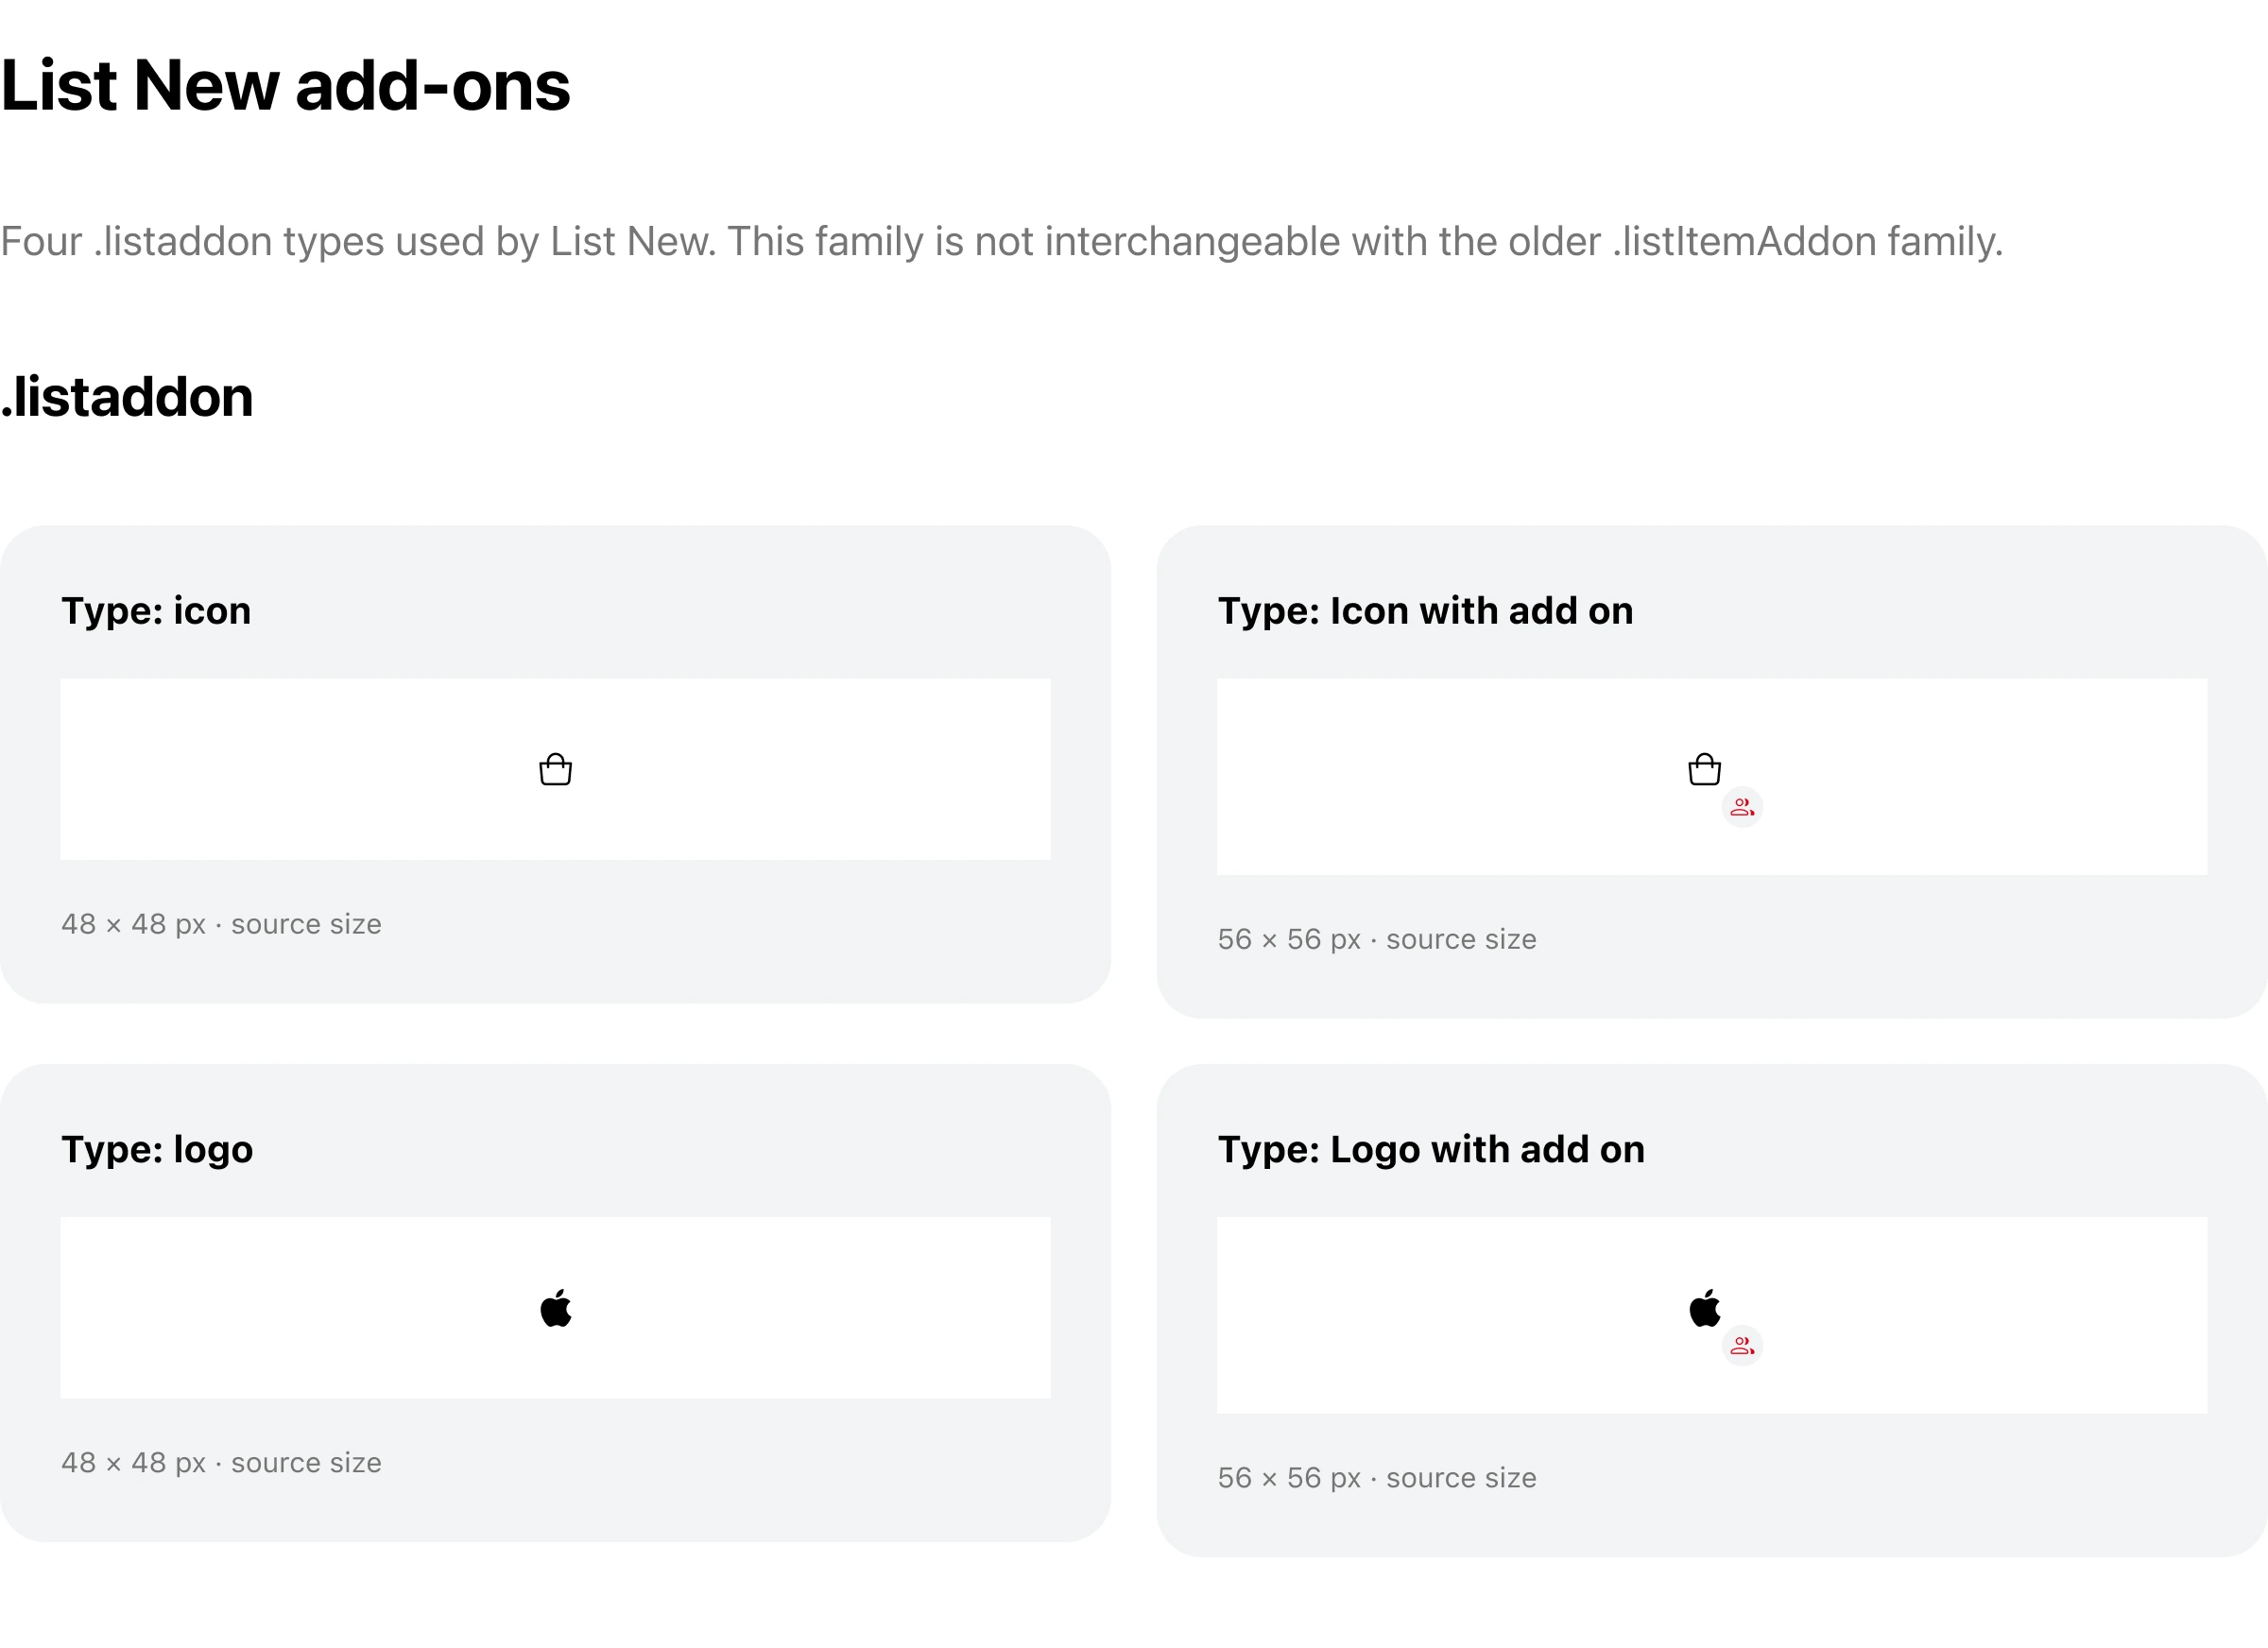 List New add-ons
Four .listaddon types used by List New. This family is not interchangeable with the older .listItemAddon family.
.listaddon
Type: icon
48 × 48 px · source size
Type: Icon with add on
56 × 56 px · source size
Type: logo
48 × 48 px · source size
Type: Logo with add on
56 × 56 px · source size